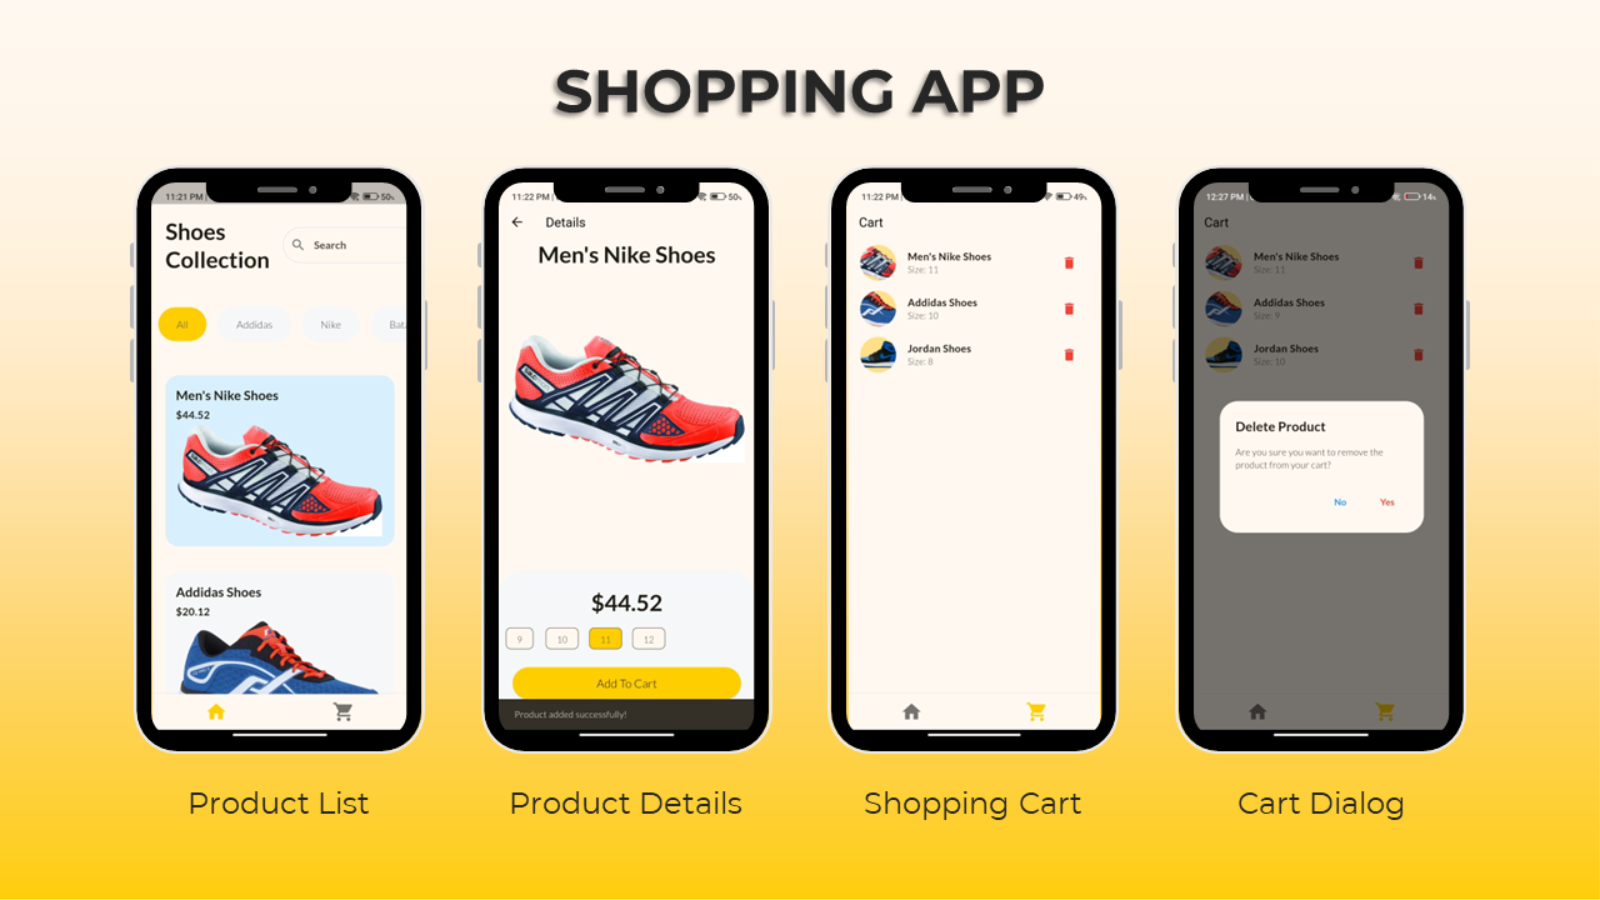 SHOPPING APP
11:21 PM
50
Shoes
Collection
Search
All
Addidas
Nike
Bata
Men's Nike Shoes
$44.52
Addidas Shoes
$20.12
Product List
11:22 PM
50
Details
Men's Nike Shoes
$44.52
9
10
11
12
Add To Cart
Product added successfully!
Product Details
11:22 PM
49
Cart
Men's Nike Shoes
Size: 11
Addidas Shoes
Size: 10
Jordan Shoes
Size: 8
Shopping Cart
12:27 PM
14
Cart
Men's Nike Shoes
Size: 11
Addidas Shoes
Size: 9
Jordan Shoes
Size: 10
Delete Product
Are you sure you want to remove the
product from your cart?
No Yes
Cart Dialog